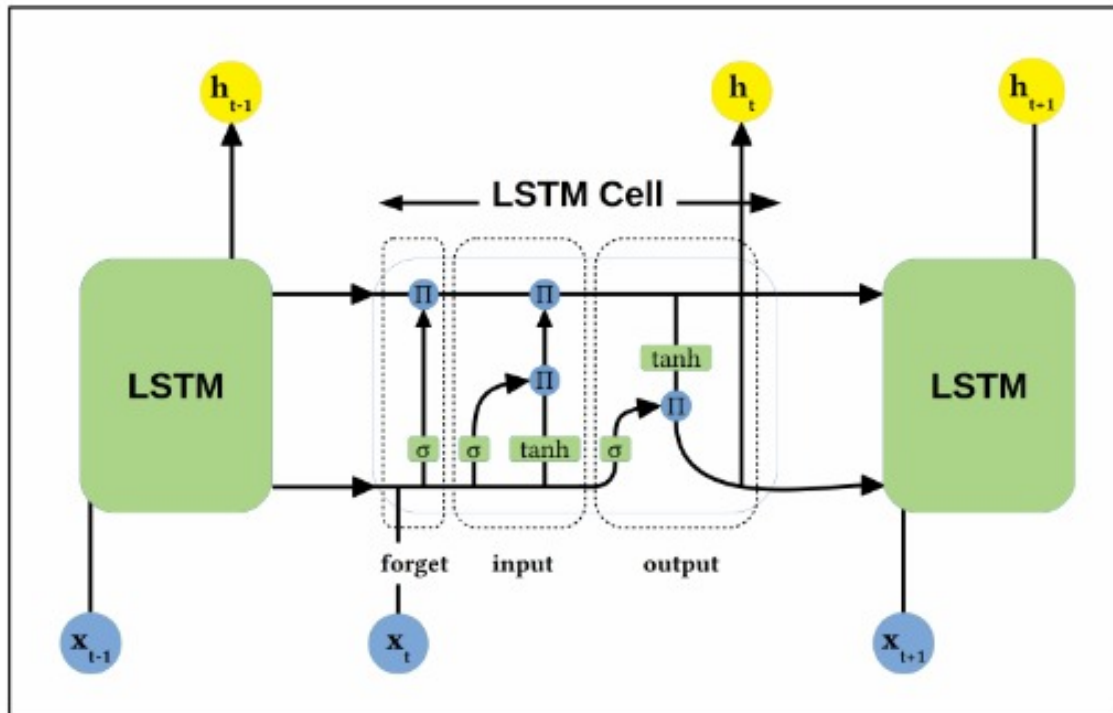 h t-1
h t
h t+1
LSTM Cell
Π
Π
tanh
LSTM
Π
LSTM
Π
σ
σ
tanh
σ
forget
input
output
x t-1
x t
x t+1